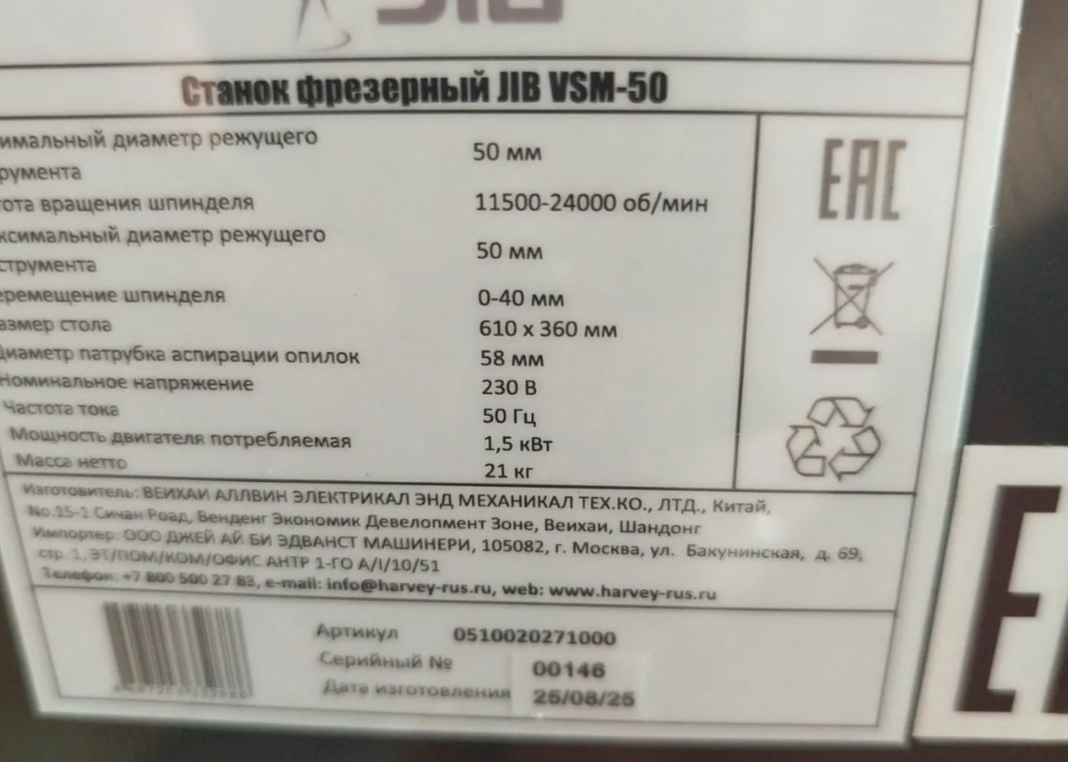 JIB
Станок фрезерный JIB VSM-50
имальный диаметр режущего
румента
50 мм
ота вращения шпинделя 11500-24000 об/мин
ксимальный диаметр режущего
струмента
50 мм
еремещение шпинделя 0-40 мм
азмер стола 610 x 360 мм
Диаметр патрубка аспирации опилок 58 мм
Номинальное напряжение 230 В
Частота тока 50 Гц
Мощность двигателя потребляемая 1,5 кВт
Масса нетто 21 кг
EAC
Изготовитель: ВЕИХАИ АЛЛВИН ЭЛЕКТРИКАЛ ЭНД МЕХАНИКАЛ ТЕХ.КО., ЛТД., Китай,
No.15-1 Сичан Роад, Венденг Экономик Девелопмент Зоне, Веихаи, Шандонг
Импортер: ООО ДЖЕЙ АЙ БИ ЭДВАНСТ МАШИНЕРИ, 105082, г. Москва, ул. Бакунинская, д. 69,
стр. 1, ЭТ/ПОМ/КОМ/ОФИС АНТР 1-ГО А/I/10/51
Телефон: +7 800 500 27 83, e-mail: info@harvey-rus.ru, web: www.harvey-rus.ru
Артикул 0510020271000
Серийный № 00146
Дата изготовления 25/08/25
E